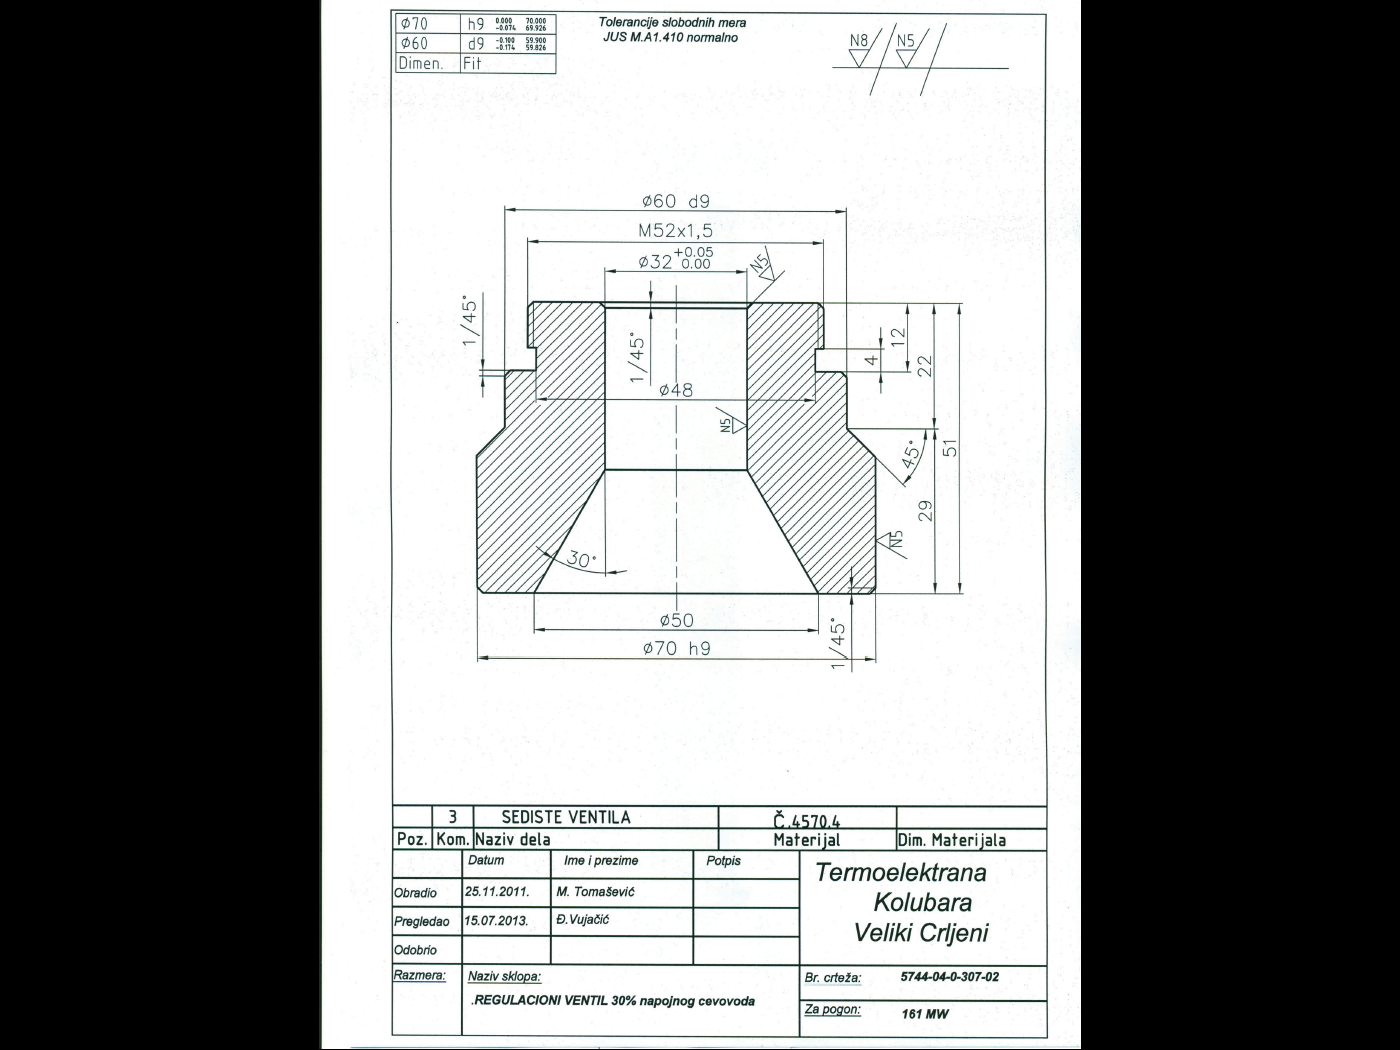 Ø70 h9 0.000 70.000
-0.074 69.926
Ø60 d9 -0.100 59.900
-0.174 59.826
Dimen. Fit
Tolerancije slobodnih mera
JUS M.A1.410 normalno
N8 N5
Ø60 d9
M52x1,5
Ø32 +0.05 0.00
N5
1/45°
1/45°
12
4
22
Ø48
N5
45°
51
29
N5
30°
Ø50
1/45°
Ø70 h9
3 SEDISTE VENTILA Č.4570.4
Poz. Kom. Naziv dela Materijal Dim. Materijala
Datum Ime i prezime Potpis
Obradio 25.11.2011. M. Tomašević
Pregledao 15.07.2013. Đ.Vujačić
Odobrio
Termoelektrana
Kolubara
Veliki Crljeni
Razmera: Naziv sklopa:
.REGULACIONI VENTIL 30% napojnog cevovoda
Br. crteža: 5744-04-0-307-02
Za pogon: 161 MW